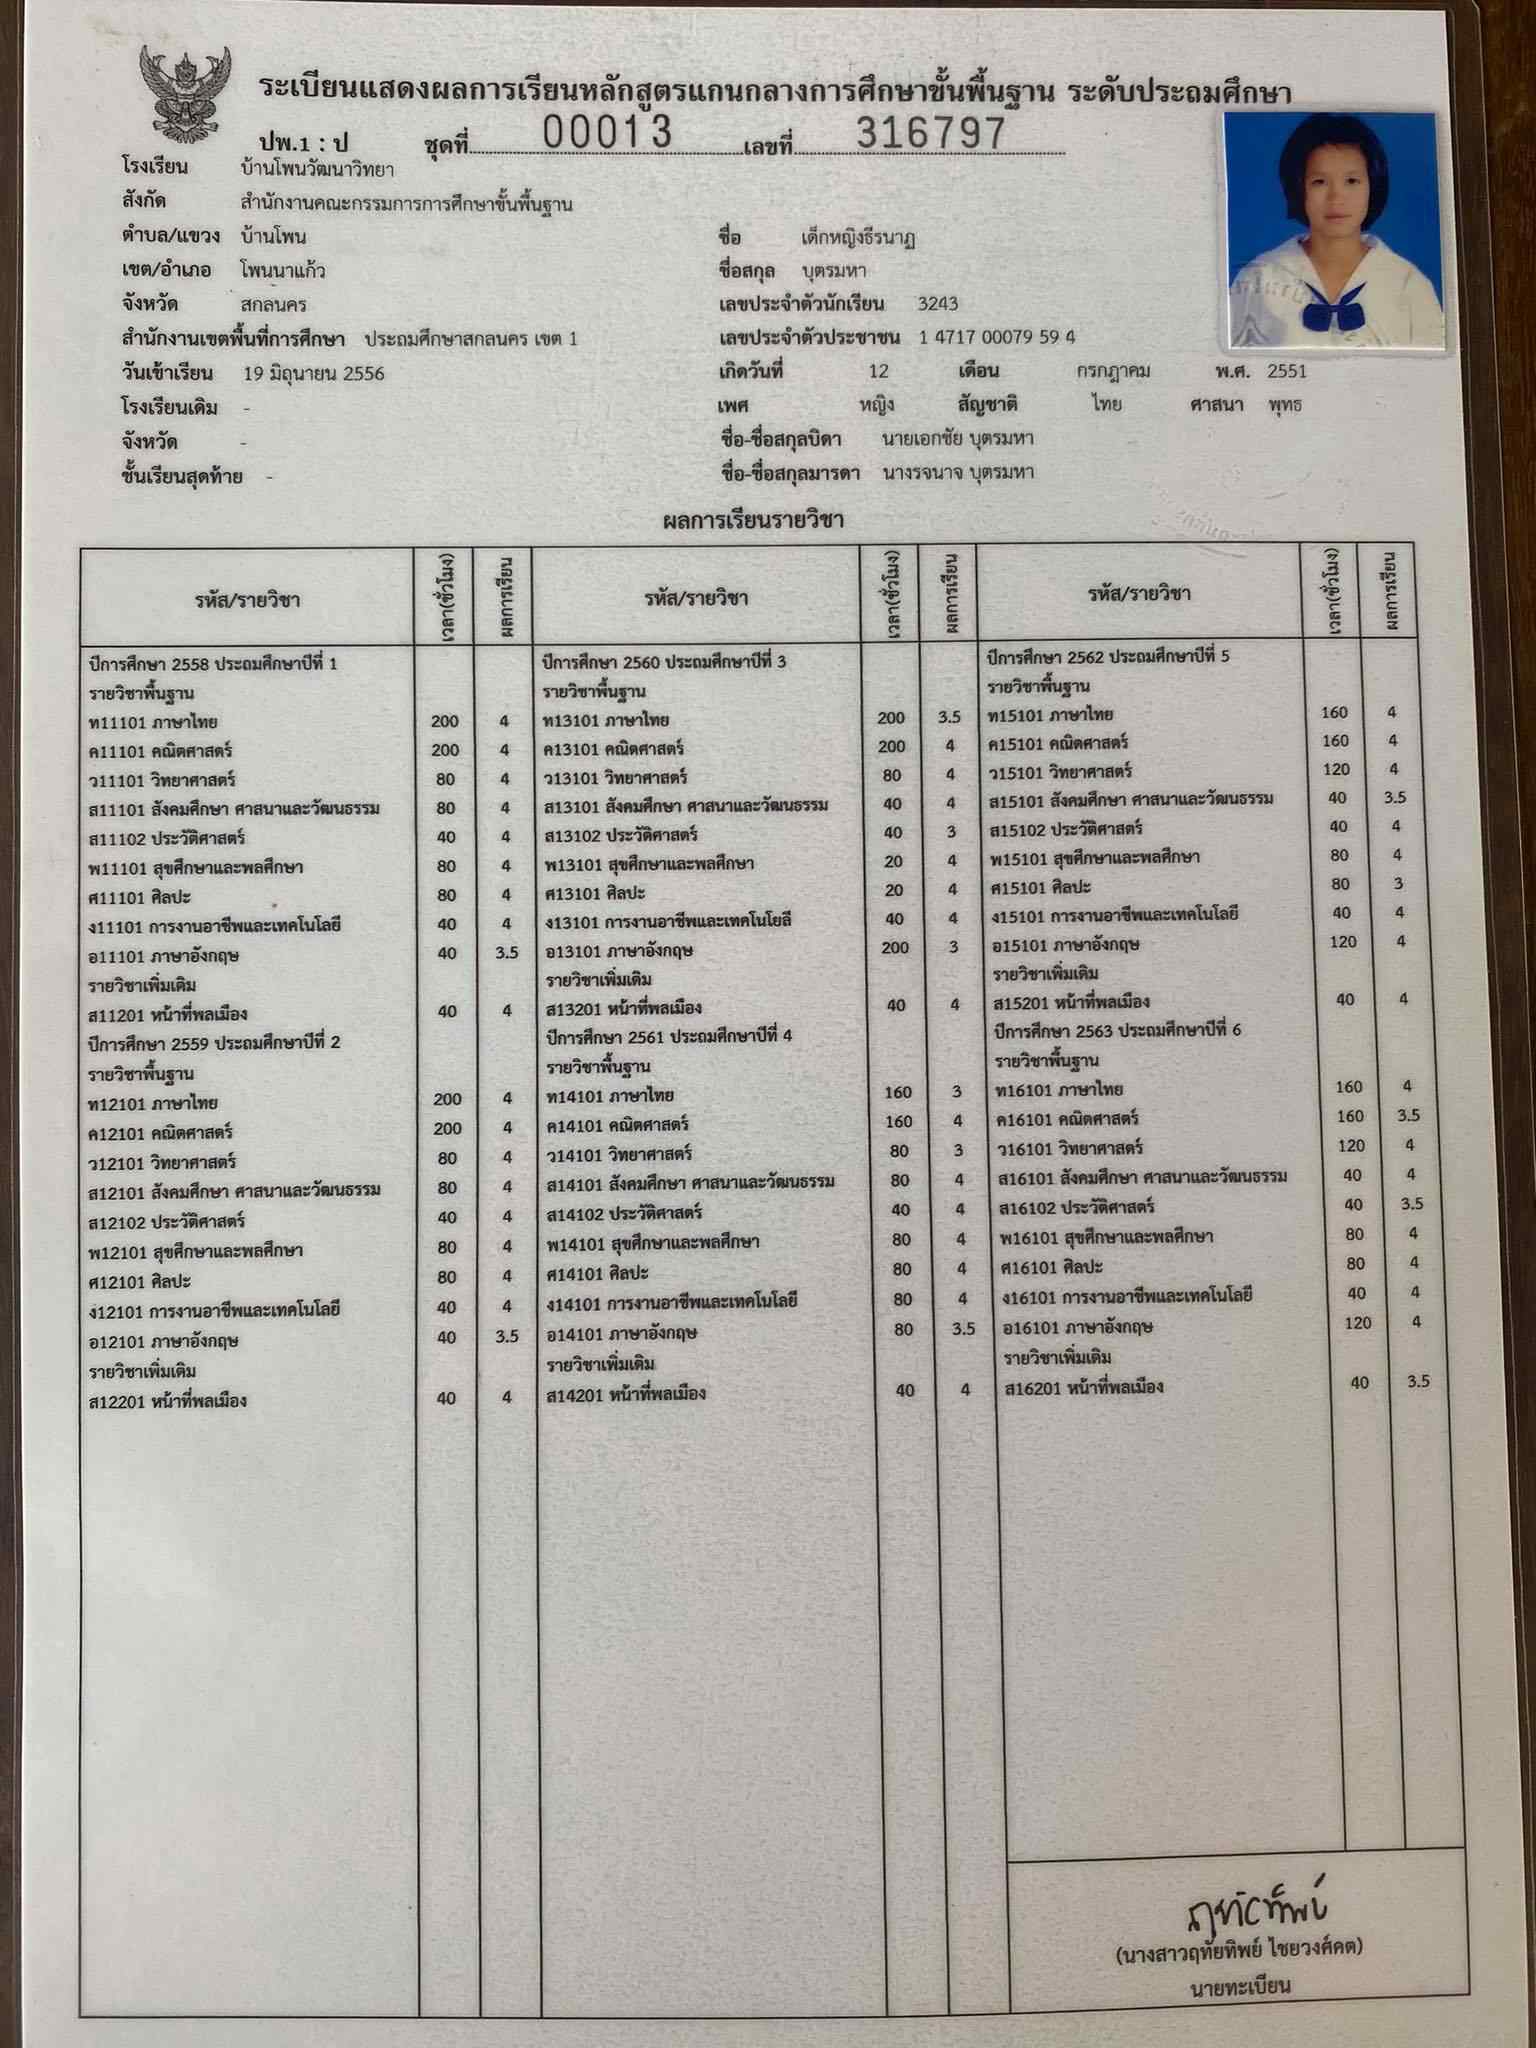 ระเบียนแสดงผลการเรียนหลักสูตรแกนกลางการศึกษาขั้นพื้นฐาน ระดับประถมศึกษา
ปพ.1 : ป ชุดที่ 00013 เลขที่ 316797
โรงเรียน บ้านโพนวัฒนาวิทยา
สังกัด สำนักงานคณะกรรมการการศึกษาขั้นพื้นฐาน
ตำบล/แขวง บ้านโพน
เขต/อำเภอ โพนนาแก้ว
จังหวัด สกลนคร
สำนักงานเขตพื้นที่การศึกษา ประถมศึกษาสกลนคร เขต 1
วันเข้าเรียน 19 มิถุนายน 2556
โรงเรียนเดิม -
จังหวัด -
ชั้นเรียนสุดท้าย -
ชื่อ เด็กหญิงธีรนาฏ
ชื่อสกุล บุตรมหา
เลขประจำตัวนักเรียน 3243
เลขประจำตัวประชาชน 1 4717 00079 59 4
เกิดวันที่ 12 เดือน กรกฎาคม พ.ศ. 2551
เพศ หญิง สัญชาติ ไทย ศาสนา พุทธ
ชื่อ-ชื่อสกุลบิดา นายเอกชัย บุตรมหา
ชื่อ-ชื่อสกุลมารดา นางรจนาจ บุตรมหา
ผลการเรียนรายวิชา
รหัส/รายวิชา เวลา(ชั่วโมง) ผลการเรียน
ปีการศึกษา 2558 ประถมศึกษาปีที่ 1
รายวิชาพื้นฐาน
ท11101 ภาษาไทย 200 4
ค11101 คณิตศาสตร์ 200 4
ว11101 วิทยาศาสตร์ 80 4
ส11101 สังคมศึกษา ศาสนาและวัฒนธรรม 80 4
ส11102 ประวัติศาสตร์ 40 4
พ11101 สุขศึกษาและพลศึกษา 80 4
ศ11101 ศิลปะ 80 4
ง11101 การงานอาชีพและเทคโนโลยี 40 4
อ11101 ภาษาอังกฤษ 40 3.5
รายวิชาเพิ่มเติม
ส11201 หน้าที่พลเมือง 40 4
ปีการศึกษา 2559 ประถมศึกษาปีที่ 2
รายวิชาพื้นฐาน
ท12101 ภาษาไทย 200 4
ค12101 คณิตศาสตร์ 200 4
ว12101 วิทยาศาสตร์ 80 4
ส12101 สังคมศึกษา ศาสนาและวัฒนธรรม 80 4
ส12102 ประวัติศาสตร์ 40 4
พ12101 สุขศึกษาและพลศึกษา 80 4
ศ12101 ศิลปะ 80 4
ง12101 การงานอาชีพและเทคโนโลยี 40 4
อ12101 ภาษาอังกฤษ 40 3.5
รายวิชาเพิ่มเติม
ส12201 หน้าที่พลเมือง 40 4
รหัส/รายวิชา เวลา(ชั่วโมง) ผลการเรียน
ปีการศึกษา 2560 ประถมศึกษาปีที่ 3
รายวิชาพื้นฐาน
ท13101 ภาษาไทย 200 3.5
ค13101 คณิตศาสตร์ 200 4
ว13101 วิทยาศาสตร์ 80 4
ส13101 สังคมศึกษา ศาสนาและวัฒนธรรม 40 4
ส13102 ประวัติศาสตร์ 40 3
พ13101 สุขศึกษาและพลศึกษา 20 4
ศ13101 ศิลปะ 20 4
ง13101 การงานอาชีพและเทคโนโยลี 40 4
อ13101 ภาษาอังกฤษ 200 3
รายวิชาเพิ่มเติม
ส13201 หน้าที่พลเมือง 40 4
ปีการศึกษา 2561 ประถมศึกษาปีที่ 4
รายวิชาพื้นฐาน
ท14101 ภาษาไทย 160 3
ค14101 คณิตศาสตร์ 160 4
ว14101 วิทยาศาสตร์ 80 3
ส14101 สังคมศึกษา ศาสนาและวัฒนธรรม 80 4
ส14102 ประวัติศาสตร์ 40 4
พ14101 สุขศึกษาและพลศึกษา 80 4
ศ14101 ศิลปะ 80 4
ง14101 การงานอาชีพและเทคโนโลยี 80 4
อ14101 ภาษาอังกฤษ 80 3.5
รายวิชาเพิ่มเติม
ส14201 หน้าที่พลเมือง 40 4
รหัส/รายวิชา เวลา(ชั่วโมง) ผลการเรียน
ปีการศึกษา 2562 ประถมศึกษาปีที่ 5
รายวิชาพื้นฐาน
ท15101 ภาษาไทย 160 4
ค15101 คณิตศาสตร์ 160 4
ว15101 วิทยาศาสตร์ 120 4
ส15101 สังคมศึกษา ศาสนาและวัฒนธรรม 40 3.5
ส15102 ประวัติศาสตร์ 40 4
พ15101 สุขศึกษาและพลศึกษา 80 4
ศ15101 ศิลปะ 80 3
ง15101 การงานอาชีพและเทคโนโลยี 40 4
อ15101 ภาษาอังกฤษ 120 4
รายวิชาเพิ่มเติม
ส15201 หน้าที่พลเมือง 40 4
ปีการศึกษา 2563 ประถมศึกษาปีที่ 6
รายวิชาพื้นฐาน
ท16101 ภาษาไทย 160 4
ค16101 คณิตศาสตร์ 160 3.5
ว16101 วิทยาศาสตร์ 120 4
ส16101 สังคมศึกษา ศาสนาและวัฒนธรรม 40 4
ส16102 ประวัติศาสตร์ 40 3.5
พ16101 สุขศึกษาและพลศึกษา 80 4
ศ16101 ศิลปะ 80 4
ง16101 การงานอาชีพและเทคโนโลยี 40 4
อ16101 ภาษาอังกฤษ 120 4
รายวิชาเพิ่มเติม
ส16201 หน้าที่พลเมือง 40 3.5
ฤทัยทิพย์
(นางสาวฤทัยทิพย์ ไชยวงศ์คต)
นายทะเบียน